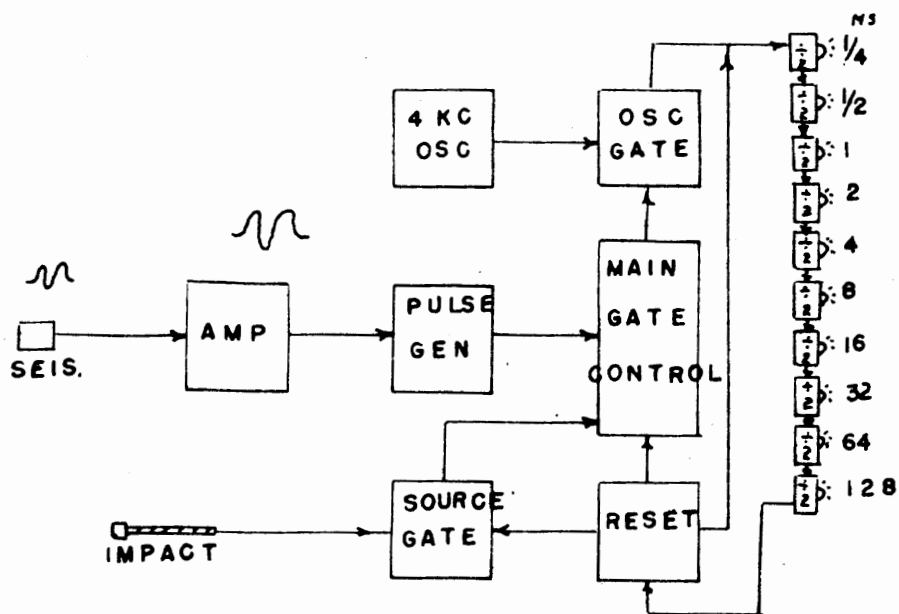 MS
÷2 1/4
÷2 1/2
÷2 1
÷2 2
÷2 4
÷2 8
÷2 16
÷2 32
÷2 64
÷2 128
4 KC
OSC
OSC
GATE
SEIS.
AMP
PULSE
GEN
MAIN
GATE
CONTROL
IMPACT
SOURCE
GATE
RESET